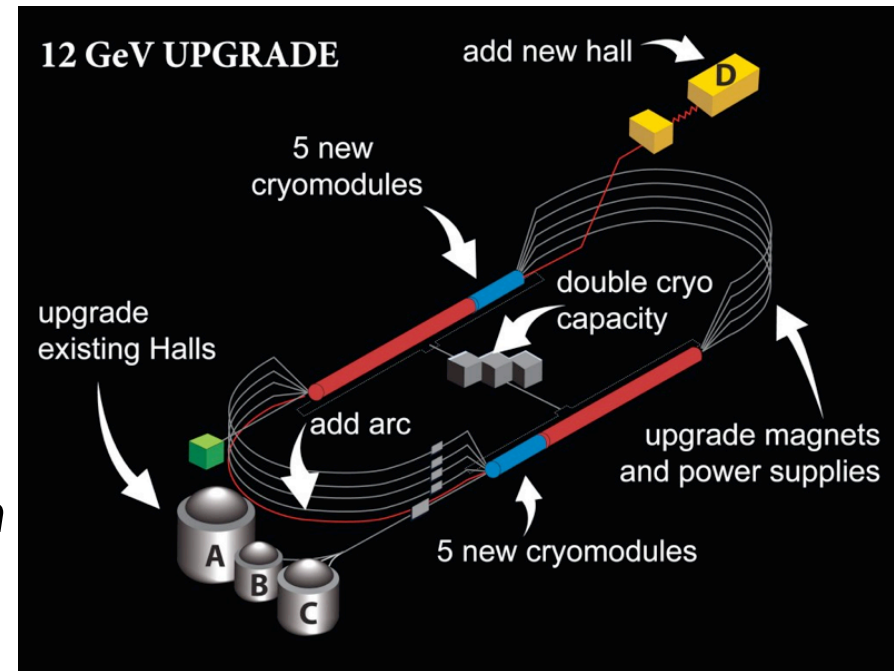 12 GeV UPGRADE
add new hall
D
5 new
cryomodules
double cryo
capacity
upgrade
existing Halls
add arc
upgrade magnets
and power supplies
5 new cryomodules
A
B
C